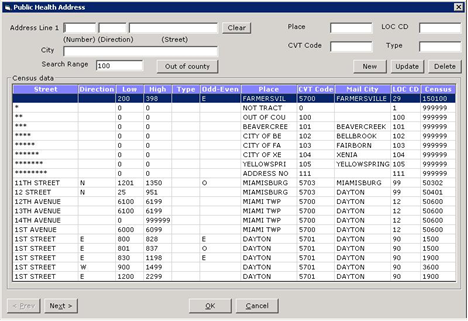 Public Health Address
Address Line 1 Clear Place LOC CD
(Number) (Direction) (Street)
City CVT Code Type
Search Range 100 Out of county New Update Delete
Census data
Street Direction Low High Type Odd-Even Place CVT Code Mail City LOC CD Census
200 398 E FARMERSVIL 5700 FARMERSVILLE 29 150100
* 0 0 NOT TRACT 0 1 999999
** 0 0 OUT OF COU 100 100 999999
*** 0 0 BEAVERCREE 101 BEAVERCREEK 101 999999
**** 0 0 CITY OF BE 102 BELLBROOK 102 999999
***** 0 0 CITY OF FA 103 FAIRBORN 103 999999
****** 0 0 CITY OF XE 104 XENIA 104 999999
******* 0 0 YELLOWSPRI 105 YELLOWSPRING 105 999999
******** 0 0 ADDRESS NO 111 111 999999
11TH STREET N 1201 1350 O MIAMISBURG 5703 MIAMISBURG 99 50302
12 STREET N 25 951 MIAMISBURG 5703 DAYTON 99 50401
12TH AVENUE 6100 6199 MIAMI TWP 5700 DAYTON 12 50600
13TH AVENUE 6100 6199 MIAMI TWP 5700 DAYTON 12 50600
14TH AVENUE 0 999999 MIAMI TWP 5700 DAYTON 12 50600
1ST AVENUE 6000 6099 MIAMI TWP 5700 DAYTON 12 50600
1ST STREET E 800 828 E DAYTON 5701 DAYTON 90 1500
1ST STREET E 801 837 O DAYTON 5701 DAYTON 90 1500
1ST STREET E 830 1198 E DAYTON 5701 DAYTON 90 1900
1ST STREET W 900 1499 DAYTON 5701 DAYTON 90 3600
1ST STREET E 1200 2299 DAYTON 5701 DAYTON 90 1900
< Prev Next > OK Cancel